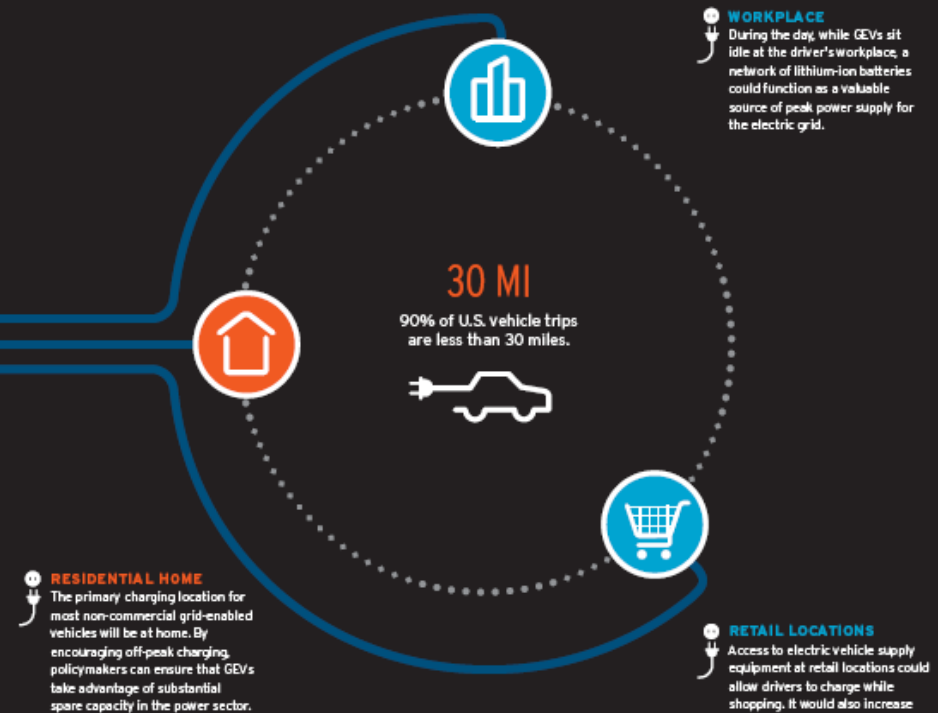 WORKPLACE
During the day, while GEVs sit
idle at the driver's workplace, a
network of lithium-ion batteries
could function as a valuable
source of peak power supply for
the electric grid.
30 MI
90% of U.S. vehicle trips
are less than 30 miles.
RESIDENTIAL HOME
The primary charging location for
most non-commercial grid-enabled
vehicles will be at home. By
encouraging off-peak charging,
policymakers can ensure that GEVs
take advantage of substantial
spare capacity in the power sector.
RETAIL LOCATIONS
Access to electric vehicle supply
equipment at retail locations could
allow drivers to charge while
shopping. It would also increase